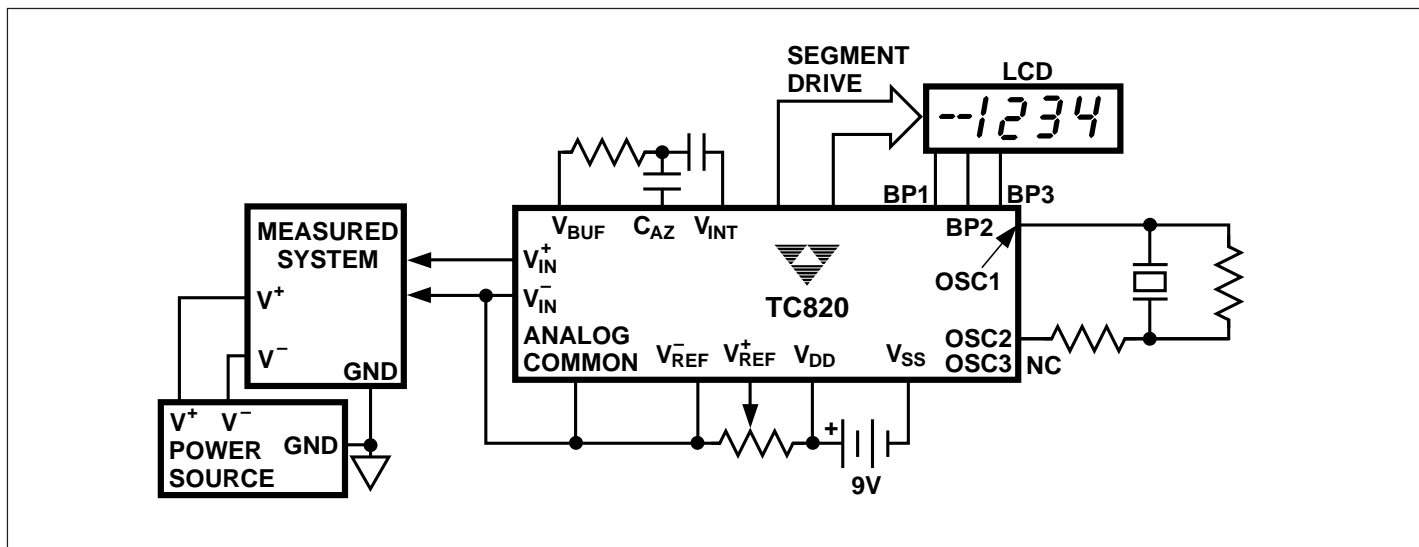 SEGMENT
DRIVE
LCD
--1234
BP1
BP3
BP2
VBUF
CAZ
VINT
MEASURED
SYSTEM
V+IN
V–IN
OSC1
TC820
V+
V–
GND
ANALOG
COMMON
V–REF
V+REF
VDD
VSS
OSC2
OSC3
NC
V+
V–
GND
POWER
SOURCE
+
9V